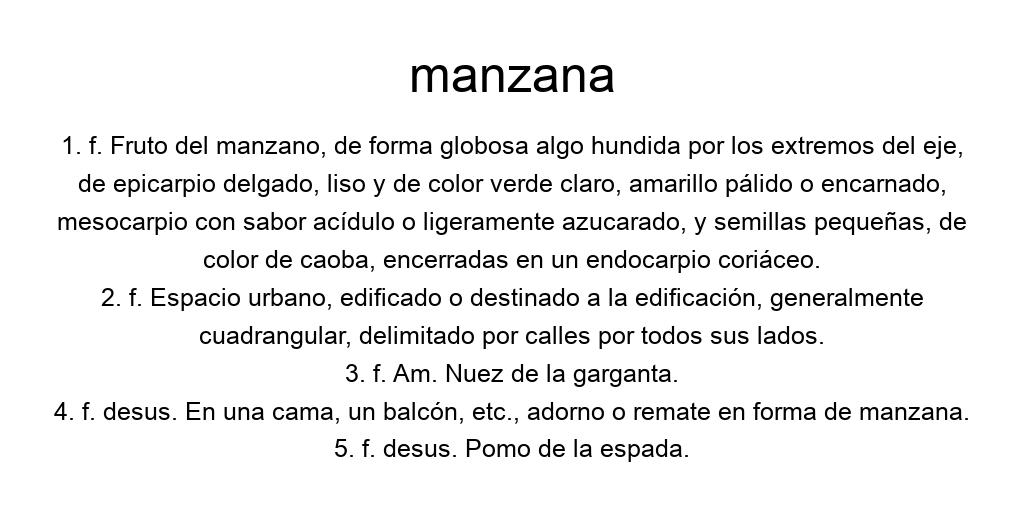 manzana
1. f. Fruto del manzano, de forma globosa algo hundida por los extremos del eje,
de epicarpio delgado, liso y de color verde claro, amarillo pálido o encarnado,
mesocarpio con sabor acídulo o ligeramente azucarado, y semillas pequeñas, de
color de caoba, encerradas en un endocarpio coriáceo.
2. f. Espacio urbano, edificado o destinado a la edificación, generalmente
cuadrangular, delimitado por calles por todos sus lados.
3. f. Am. Nuez de la garganta.
4. f. desus. En una cama, un balcón, etc., adorno o remate en forma de manzana.
5. f. desus. Pomo de la espada.